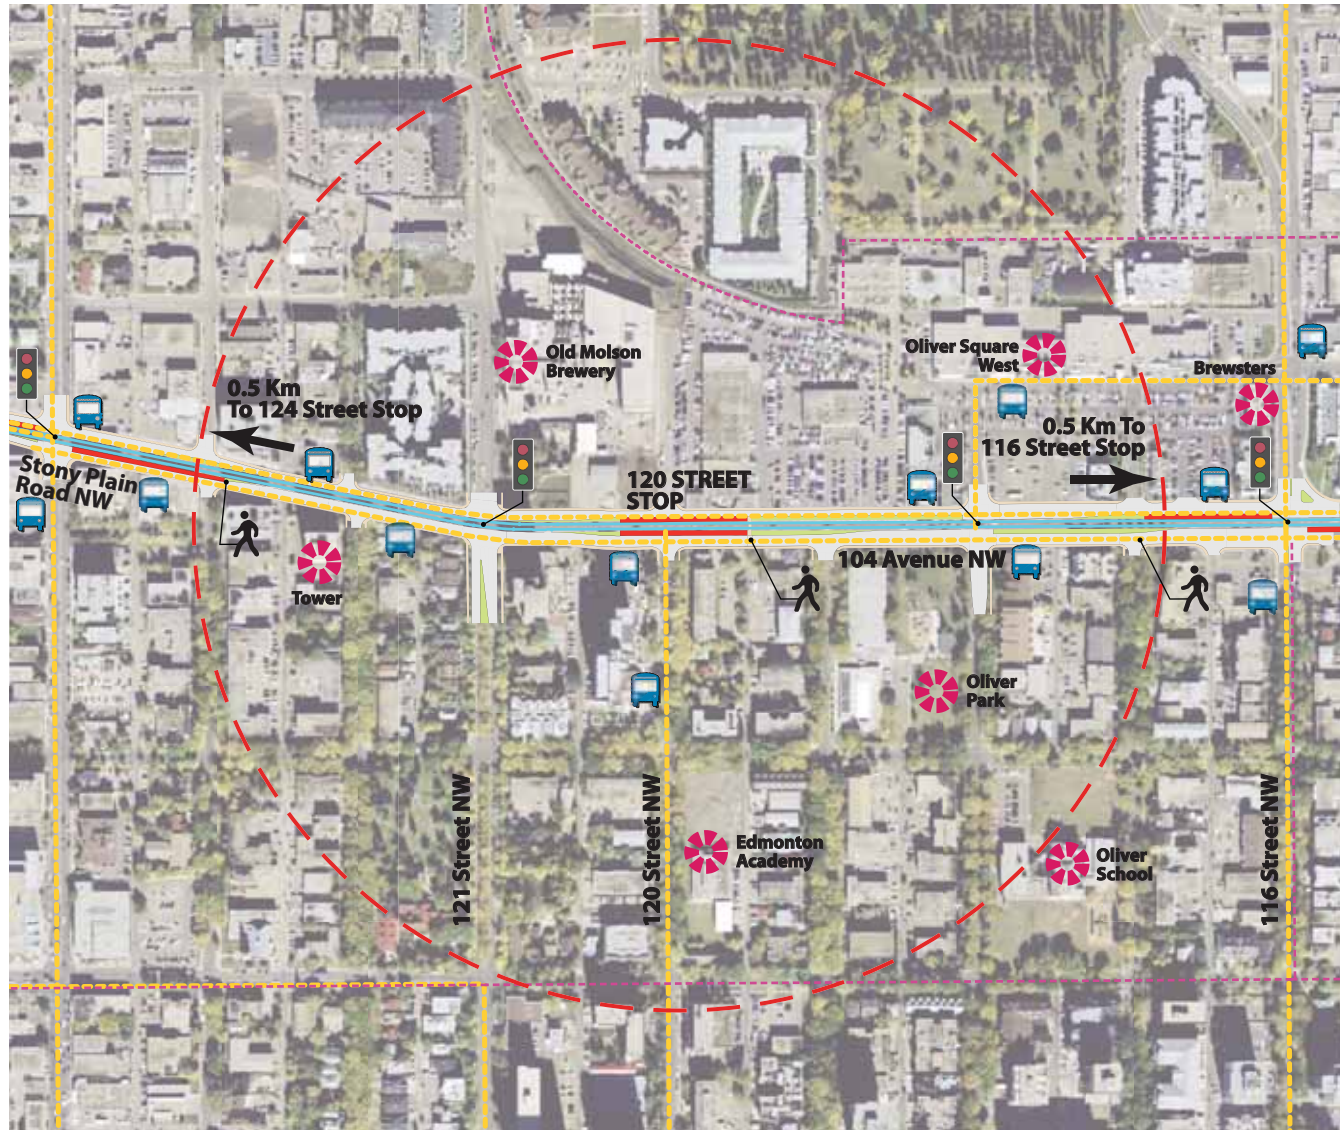 Old Molson
Brewery
Oliver Square
West
Brewsters
0.5 Km
To 124 Street Stop
0.5 Km To
116 Street Stop
Stony Plain
Road NW
120 STREET
STOP
104 Avenue NW
Tower
Oliver
Park
121 Street NW
120 Street NW
116 Street NW
Edmonton
Academy
Oliver
School